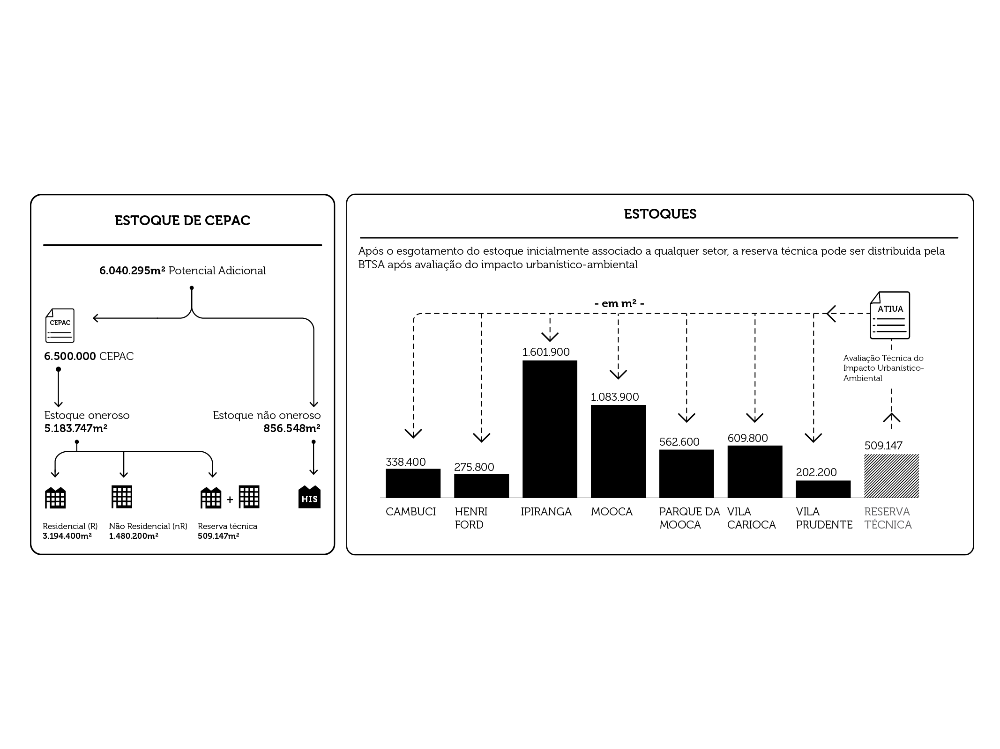 ESTOQUE DE CEPAC
6.040.295m² Potencial Adicional
CEPAC
6.500.000 CEPAC
Estoque oneroso
5.183.747m²
Estoque não oneroso
856.548m²
+
HIS
Residencial (R)
3.194.400m²
Não Residencial (nR)
1.480.200m²
Reserva técnica
509.147m²
ESTOQUES
Após o esgotamento do estoque inicialmente associado a qualquer setor, a reserva técnica pode ser distribuída pela
BTSA após avaliação do impacto urbanístico-ambiental
- em m² -
ATIUA
Avaliação Técnica do
Impacto Urbanístico-
Ambiental
338.400
275.800
1.601.900
1.083.900
562.600
609.800
202.200
509.147
CAMBUCI
HENRI
FORD
IPIRANGA
MOOCA
PARQUE DA
MOOCA
VILA
CARIOCA
VILA
PRUDENTE
RESERVA
TÉCNICA